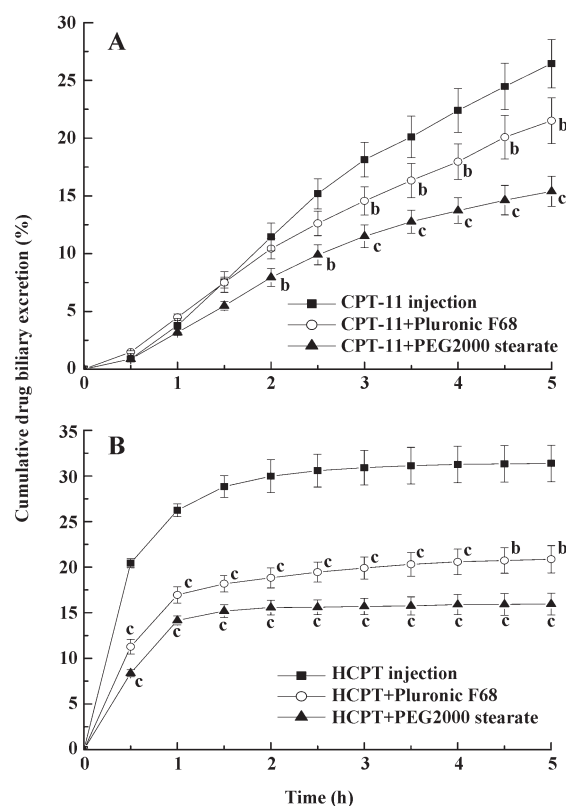 Cumulative drug biliary excretion (%)
A
30
25
20
15
10
5
0
b
b
b
b
b
b
b
c
c
c
c
c
CPT-11 injection
CPT-11+Pluronic F68
CPT-11+PEG2000 stearate
0 1 2 3 4 5
B
35
30
25
20
15
10
5
0
c c c c c c c c b b
c c c c c c c c c c
HCPT injection
HCPT+Pluronic F68
HCPT+PEG2000 stearate
0 1 2 3 4 5
Time (h)